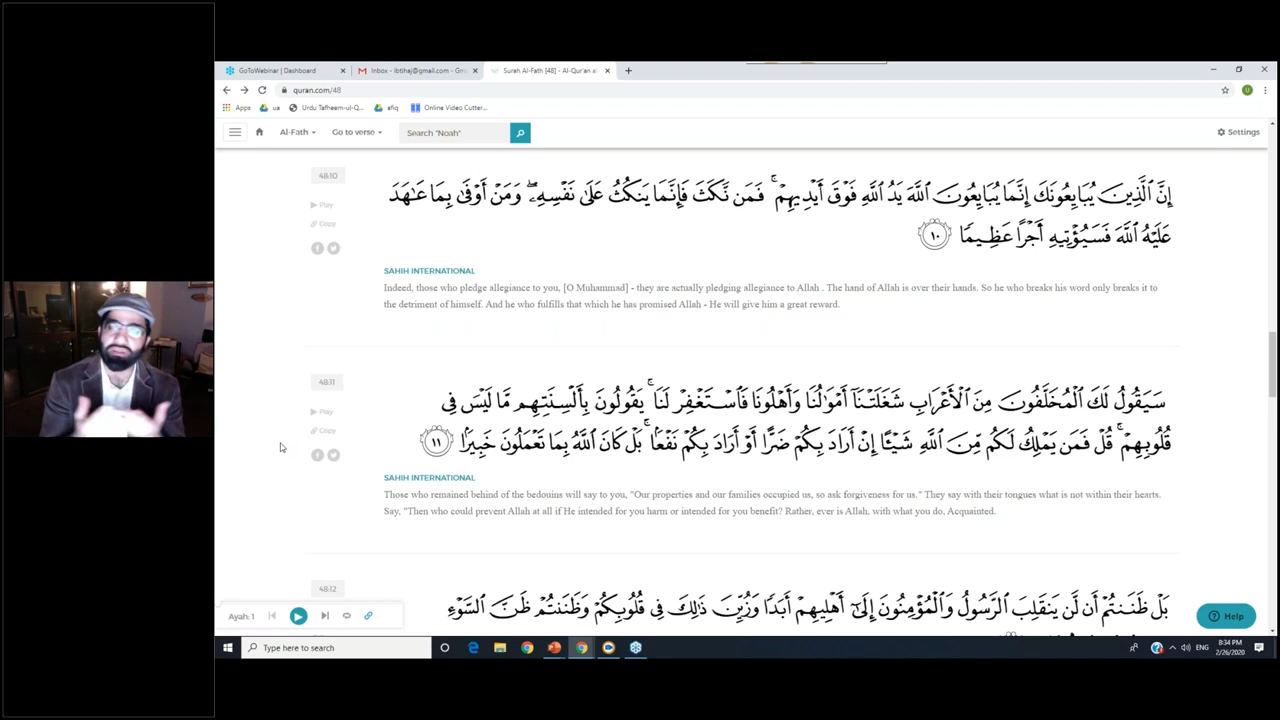 GoToWebinar | Dashboard
Inbox - ibtihaj@gmail.com - Gm
Surah Al-Fath [48] - Al-Qur'an al
quran.com/48
Apps
ua
Urdu Tafheem-ul-Q...
afiq
Online Video Cutter...
Al-Fath
Go to verse
Search "Noah"
Settings
48:10
إِنَّ ٱلَّذِينَ يُبَايِعُونَكَ إِنَّمَا يُبَايِعُونَ ٱللَّهَ يَدُ ٱللَّهِ فَوْقَ أَيْدِيهِمْ ۚ فَمَن نَّكَثَ فَإِنَّمَا يَنكُثُ عَلَىٰ نَفْسِهِۦ ۖ وَمَنْ أَوْفَىٰ بِمَا عَـٰهَدَ
عَلَيْهُ ٱللَّهَ فَسَيُؤْتِيهِ أَجْرًا عَظِيمًا ١٠
Play
Copy
SAHIH INTERNATIONAL
Indeed, those who pledge allegiance to you, [O Muhammad] - they are actually pledging allegiance to Allah . The hand of Allah is over their hands. So he who breaks his word only breaks it to
the detriment of himself. And he who fulfills that which he has promised Allah - He will give him a great reward.
48:11
سَيَقُولُ لَكَ ٱلْمُخَلَّفُونَ مِنَ ٱلْأَعْرَابِ شَغَلَتْنَآ أَمْوَٰلُنَا وَأَهْلُونَا فَٱسْتَغْفِرْ لَنَا ۚ يَقُولُونَ بِأَلْسِنَتِهِم مَّا لَيْسَ فِى
قُلُوبِهِمْ ۚ قُلْ فَمَن يَمْلِكُ لَكُم مِّنَ ٱللَّهِ شَيْـًٔا إِنْ أَرَادَ بِكُمْ ضَرًّا أَوْ أَرَادَ بِكُمْ نَفْعًۢا ۚ بَلْ كَانَ ٱللَّهُ بِمَا تَعْمَلُونَ خَبِيرًۢا ١١
Play
Copy
SAHIH INTERNATIONAL
Those who remained behind of the bedouins will say to you, "Our properties and our families occupied us, so ask forgiveness for us." They say with their tongues what is not within their hearts.
Say, "Then who could prevent Allah at all if He intended for you harm or intended for you benefit? Rather, ever is Allah, with what you do, Acquainted.
48:12
بَلْ ظَنَنتُمْ أَن لَّن يَنقَلِبَ ٱلرَّسُولُ وَٱلْمُؤْمِنُونَ إِلَىٰٓ أَهْلِيهِمْ أَبَدًا وَزُيِّنَ ذَٰلِكَ فِى قُلُوبِكُمْ وَظَنَنتُمْ ظَنَّ ٱلسَّوْءِ
Ayah: 1
Help
Type here to search
ENG
8:34 PM
2/26/2020